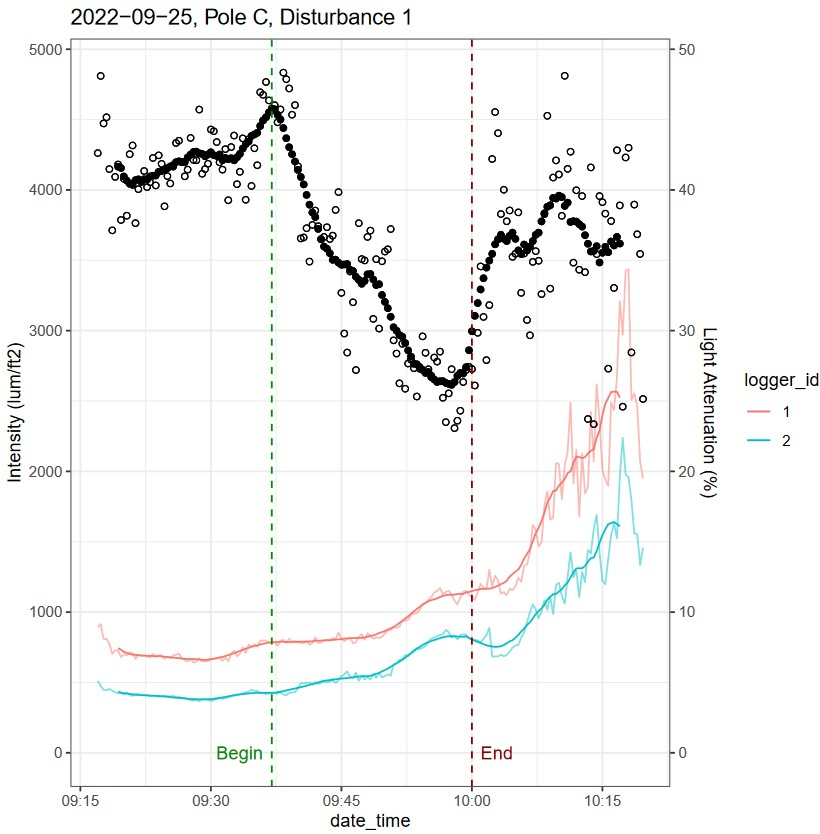 2022−09−25, Pole C, Disturbance 1
5000
4000
3000
2000
1000
0
50
40
30
20
10
0
Intensity (lum/ft2)
Light Attenuation (%)
Begin
End
09:15
09:30
09:45
10:00
10:15
date_time
logger_id
1
2